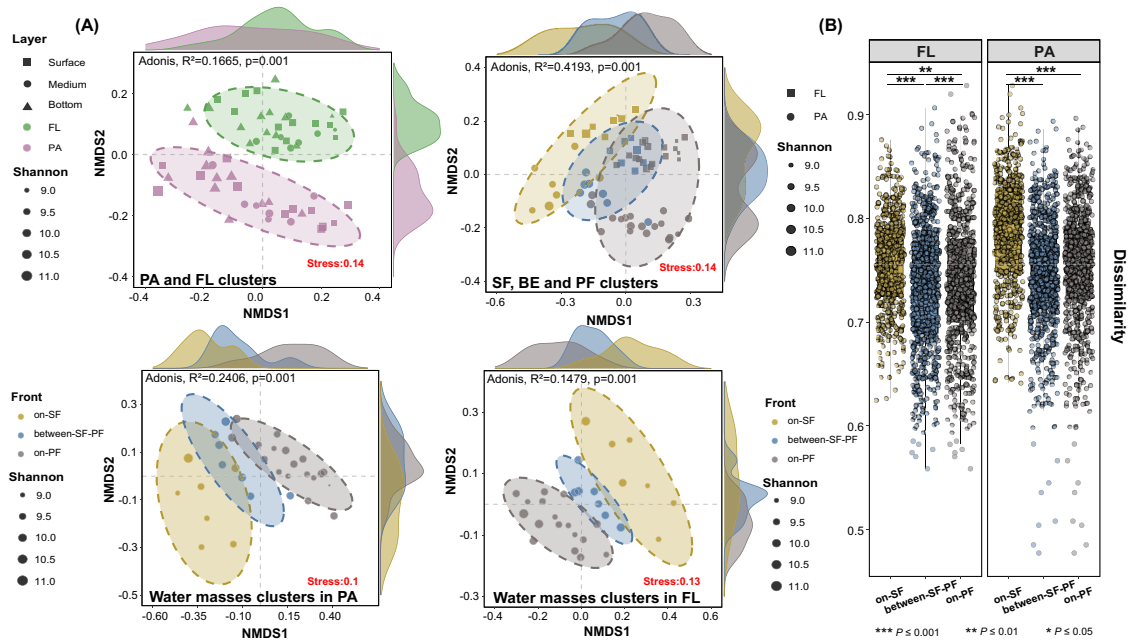 (A)
Layer
Surface
Medium
Bottom
FL
PA
Shannon
9.0
9.5
10.0
10.5
11.0
Adonis, R²=0.1665, p=0.001
NMDS2
0.2
0.0
-0.2
-0.4
Stress:0.14
PA and FL clusters
-0.4
-0.2
0.0
0.2
0.4
NMDS1
Adonis, R²=0.4193, p=0.001
NMDS2
0.4
0.2
0.0
-0.2
-0.4
Stress:0.14
SF, BE and PF clusters
-0.6
-0.3
0.0
0.3
NMDS1
FL
PA
Shannon
9.0
9.5
10.0
10.5
11.0
Front
on-SF
between-SF-PF
on-PF
Shannon
9.0
9.5
10.0
10.5
11.0
Adonis, R²=0.2406, p=0.001
NMDS2
0.3
0.1
-0.1
-0.3
-0.5
Stress:0.1
Water masses clusters in PA
-0.60
-0.35
-0.10
0.15
0.40
NMDS1
Adonis, R²=0.1479, p=0.001
NMDS2
0.3
0.1
-0.1
-0.3
Stress:0.13
Water masses clusters in FL
-0.4
-0.2
0.0
0.2
0.4
0.6
NMDS1
Front
on-SF
between-SF-PF
on-PF
Shannon
9.0
9.5
10.0
10.5
11.0
(B)
FL
PA
**
***
***
***
***
0.9
0.8
0.7
0.6
0.5
Dissimilarity
on-SF
between-SF-PF
on-PF
on-SF
between-SF-PF
on-PF
*** P ≤ 0.001
** P ≤ 0.01
* P ≤ 0.05